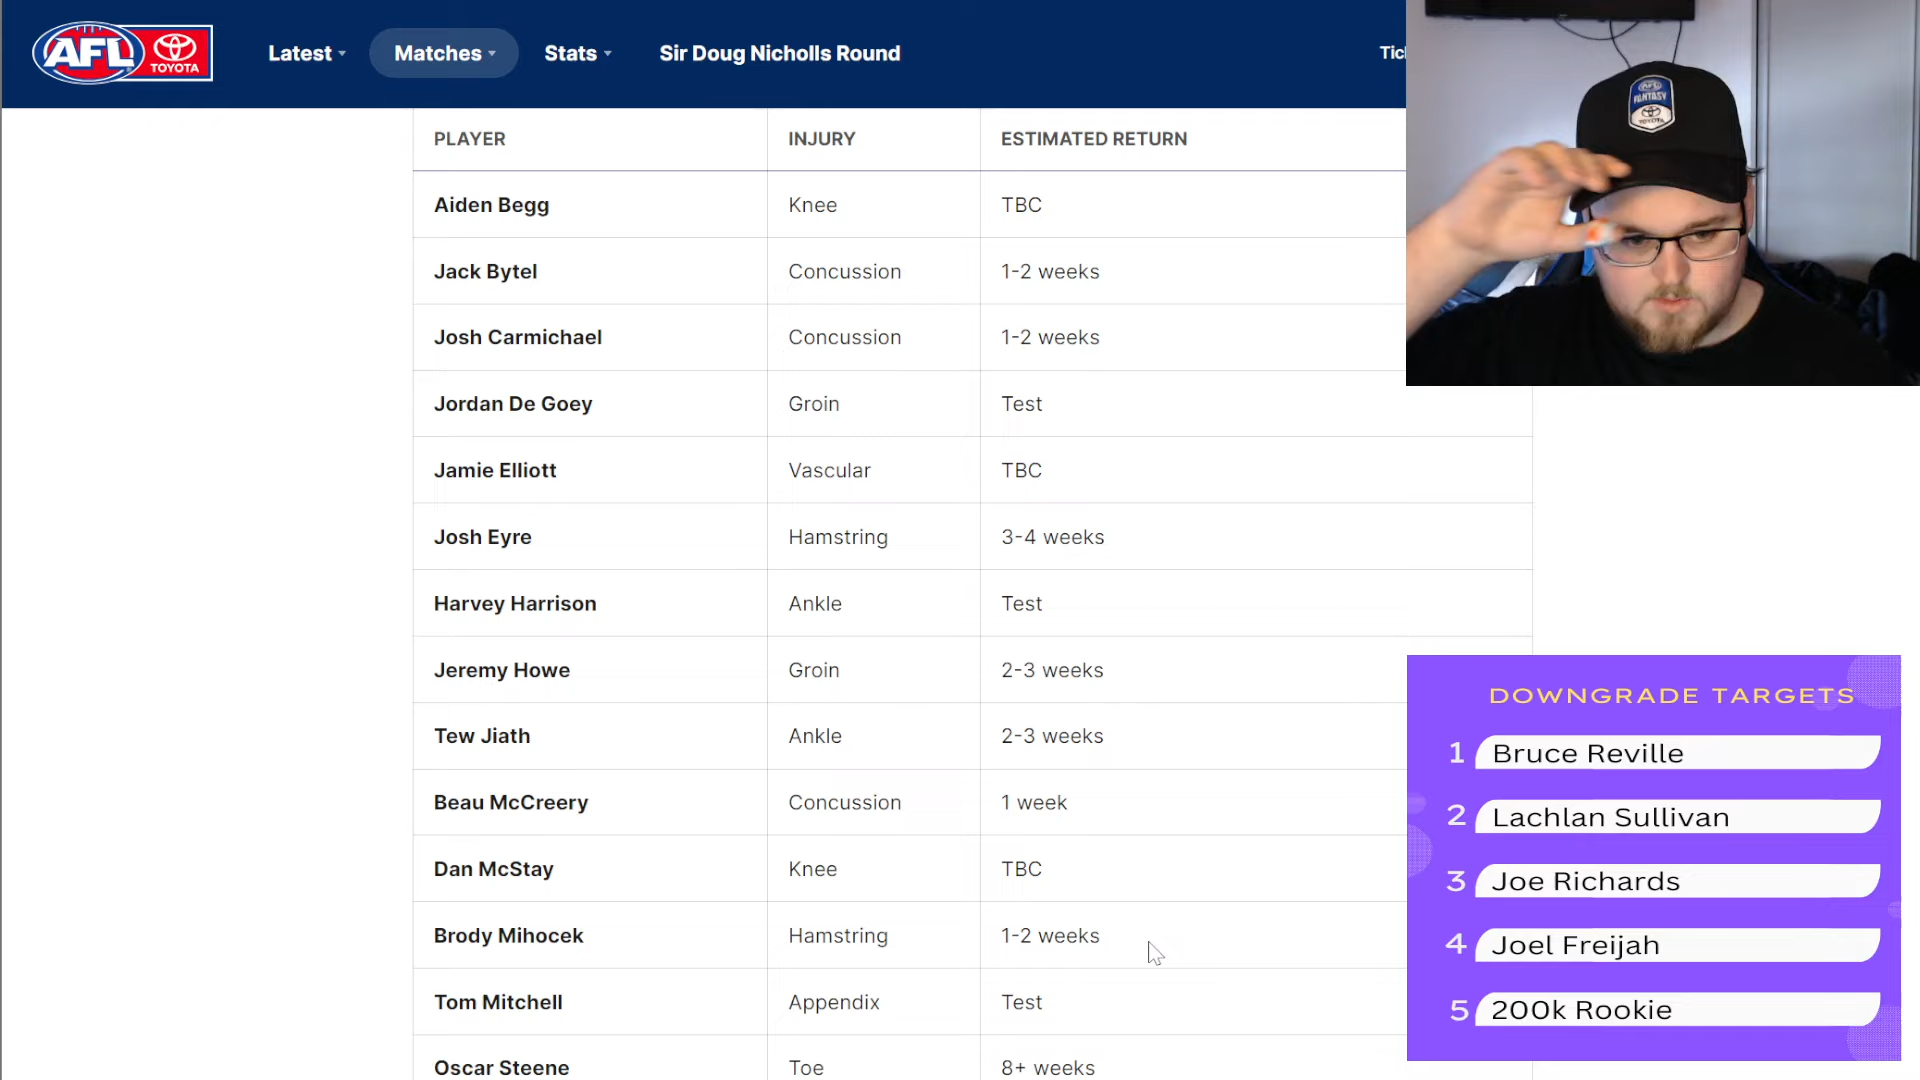 AFL TOYOTA Latest Matches Stats Sir Doug Nicholls Round
PLAYER INJURY ESTIMATED RETURN
Aiden Begg Knee TBC
Jack Bytel Concussion 1-2 weeks
Josh Carmichael Concussion 1-2 weeks
Jordan De Goey Groin Test
Jamie Elliott Vascular TBC
Josh Eyre Hamstring 3-4 weeks
Harvey Harrison Ankle Test
Jeremy Howe Groin 2-3 weeks
Tew Jiath Ankle 2-3 weeks
Beau McCreery Concussion 1 week
Dan McStay Knee TBC
Brody Mihocek Hamstring 1-2 weeks
Tom Mitchell Appendix Test
Oscar Steene Toe 8+ weeks
AFL
FANTASY
TOYOTA
DOWNGRADE TARGETS
1 Bruce Reville
2 Lachlan Sullivan
3 Joe Richards
4 Joel Freijah
5 200k Rookie